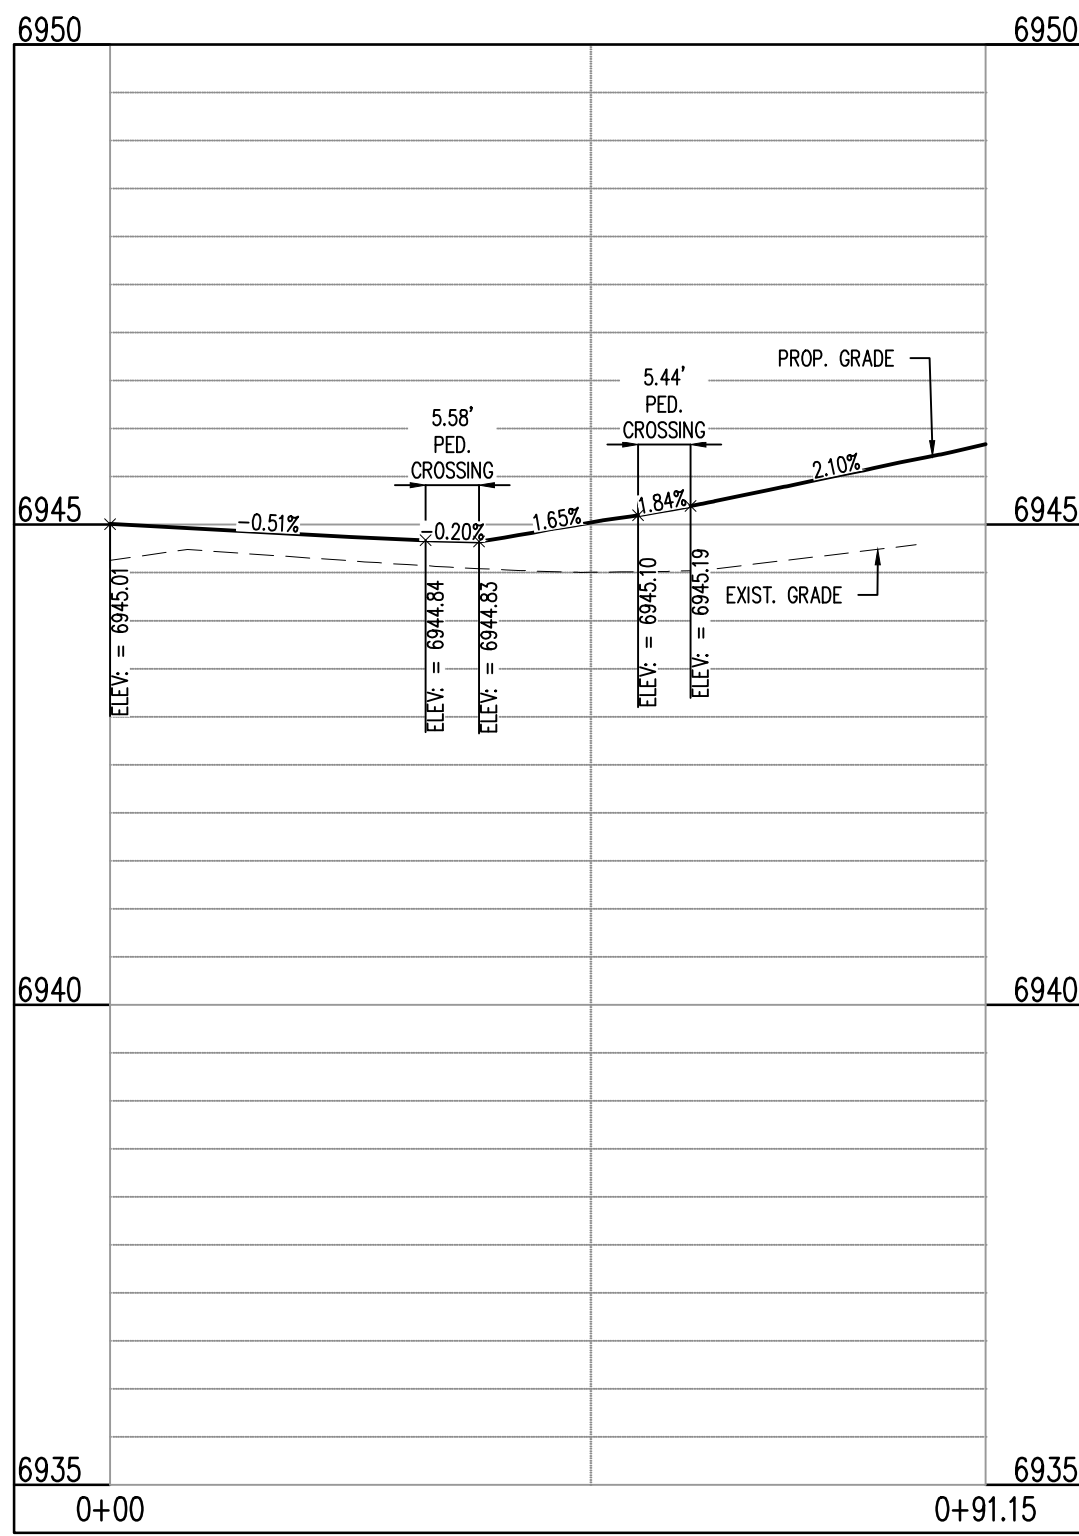 6950
6950
PROP. GRADE
5.44'
PED.
CROSSING
5.58'
PED.
CROSSING
2.10%
1.84%
1.65%
6945
-0.51%
-0.20%
6945
ELEV: = 6945.01
ELEV: = 6944.84
ELEV: = 6944.83
ELEV: = 6945.10
ELEV: = 6945.19
EXIST. GRADE
6940
6940
6935
6935
0+00
0+91.15